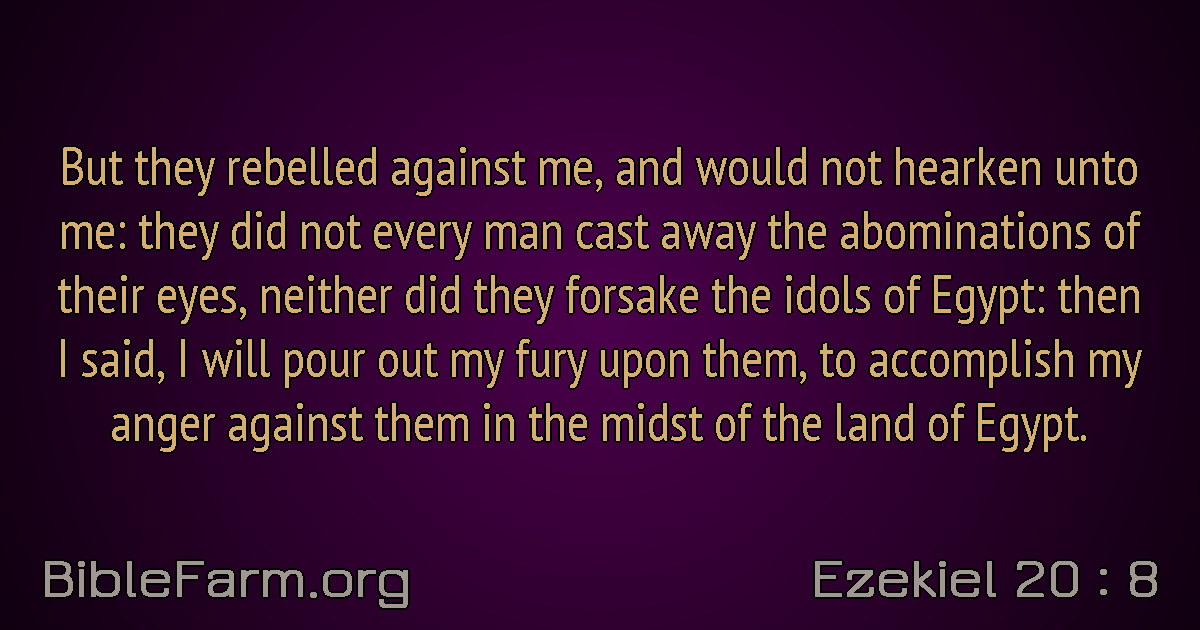 But they rebelled against me, and would not hearken unto
me: they did not every man cast away the abominations of
their eyes, neither did they forsake the idols of Egypt: then
I said, I will pour out my fury upon them, to accomplish my
anger against them in the midst of the land of Egypt.
BibleFarm.org
Ezekiel 20 : 8